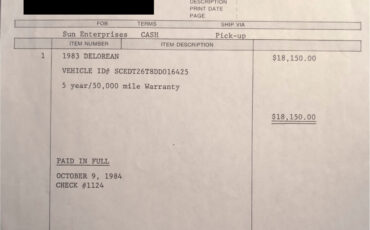 DESCRIPTION
PRINT DATE
PAGE
FOR TERMS SHIP VIA
Sun Enterprises CASH Pick-up
ITEM NUMBER ITEM DESCRIPTION
1 1983 DELOREAN $18,150.00
VEHICLE ID# SCEDT26T8DD016425
5 year/50,000 mile Warranty
$18,150.00
PAID IN FULL
OCTOBER 9, 1984
CHECK #1124